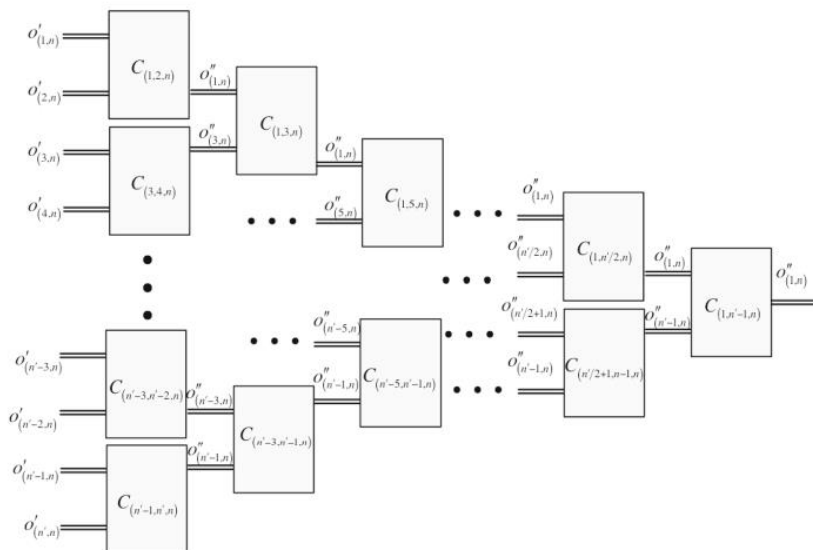 o′(1,n)
C(1,2,n)
o′(2,n)
o″(1,n)
C(1,3,n)
o′(3,n)
o″(3,n)
C(3,4,n)
o′(4,n)
o″(1,n)
C(1,5,n)
o″(5,n)
o″(1,n)
C(1,n′/2,n)
o″(n′/2,n)
o″(1,n)
C(1,n′−1,n)
o″(1,n)
o″(n′/2+1,n)
o″(n′−1,n)
C(n′/2+1,n−1,n)
o″(n′−1,n)
o″(n′−5,n)
C(n′−5,n′−1,n)
o″(n′−1,n)
o′(n′−3,n)
C(n′−3,n′−2,n)
o′(n′−2,n)
o″(n′−3,n)
C(n′−3,n′−1,n)
o″(n′−1,n)
o′(n′−1,n)
C(n′−1,n′,n)
o′(n′,n)